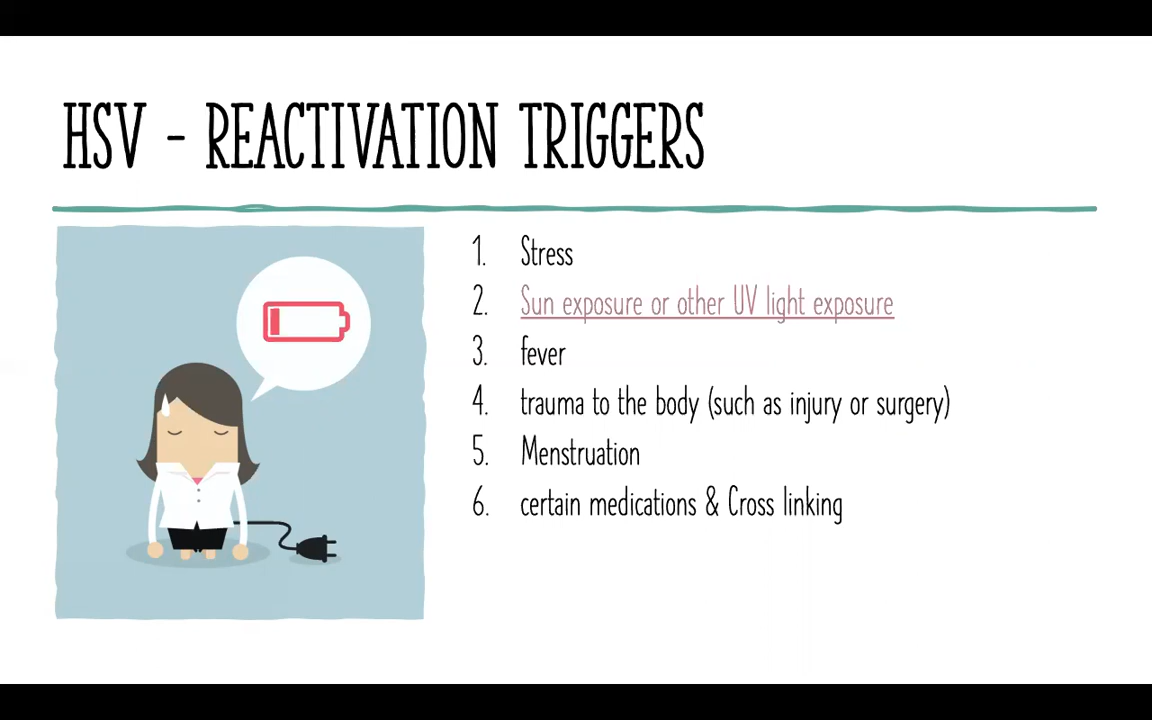 HSV - REACTIVATION TRIGGERS
1. Stress
2. Sun exposure or other UV light exposure
3. fever
4. trauma to the body (such as injury or surgery)
5. Menstruation
6. certain medications & Cross linking